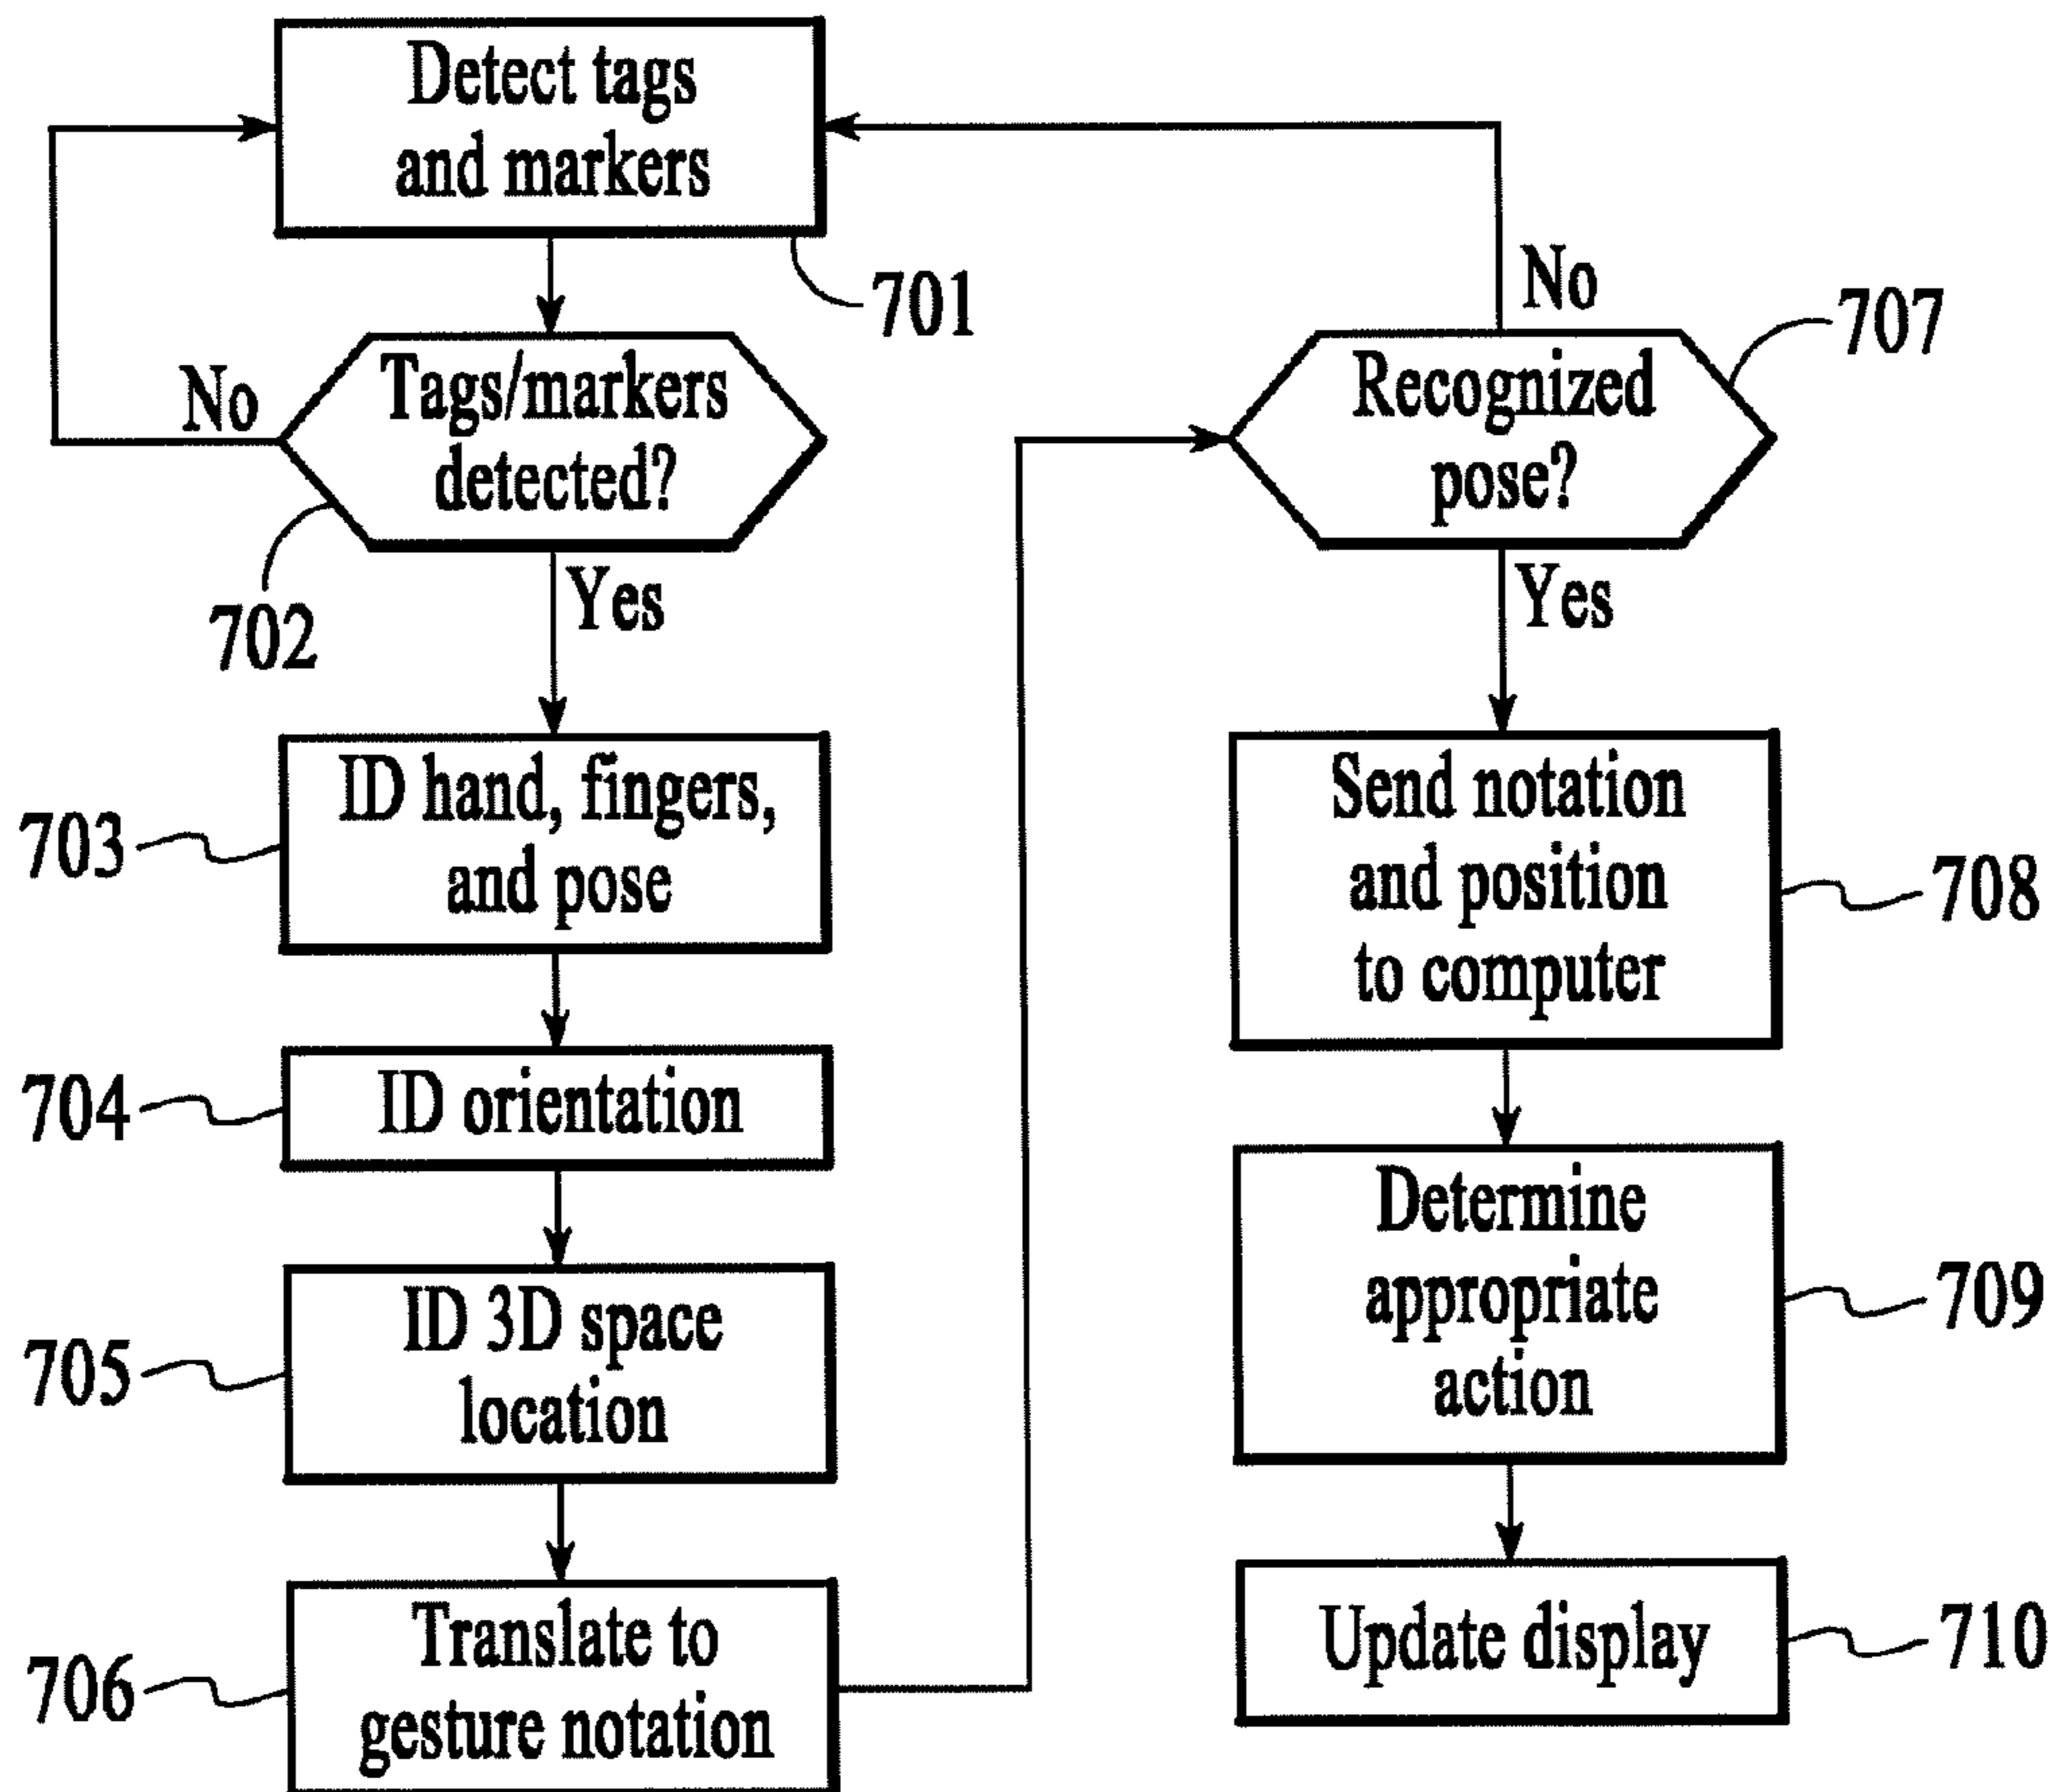 Detect tags
and markers
701
Tags/markers
detected?
No
702
Yes
ID hand, fingers,
and pose
703
ID orientation
704
ID 3D space
location
705
Translate to
gesture notation
706
Recognized
pose?
No
707
Yes
Send notation
and position
to computer
708
Determine
appropriate
action
709
Update display
710